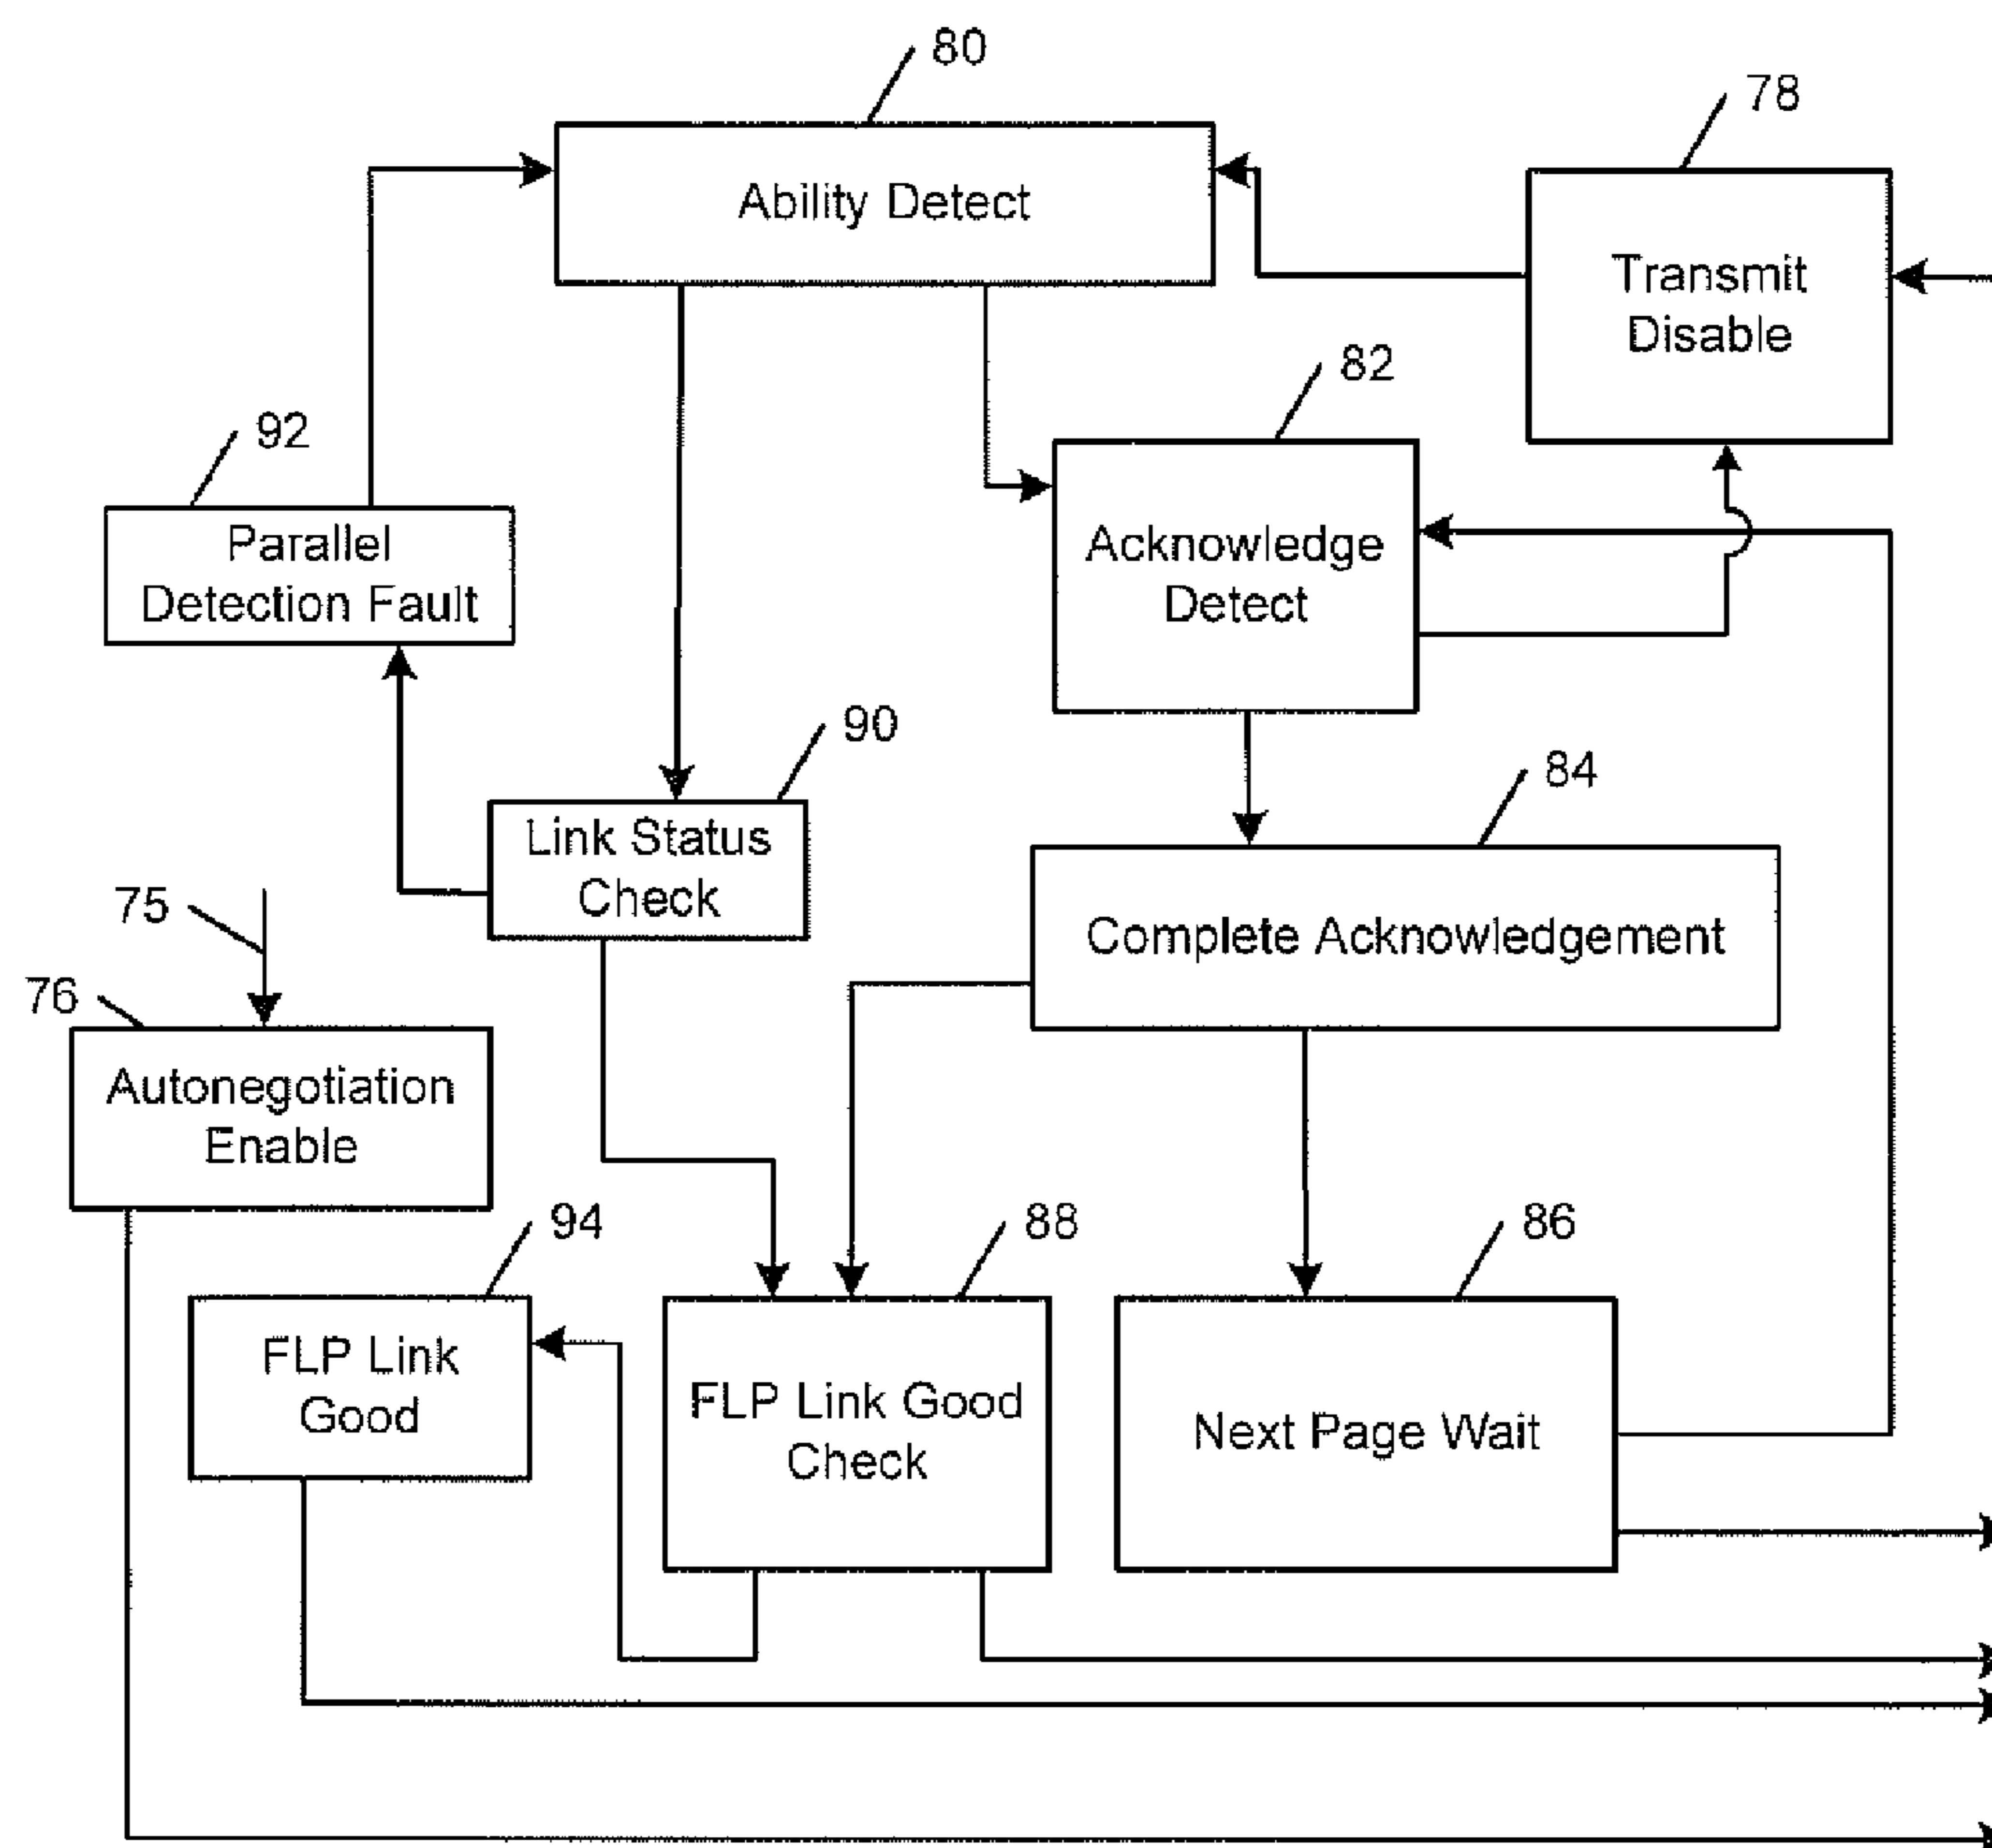 80
78
Ability Detect
Transmit
Disable
82
92
Parallel
Detection Fault
Acknowledge
Detect
90
84
Link Status
Check
75
Complete Acknowledgement
76
Autonegotiation
Enable
94
88
86
FLP Link
Good
FLP Link Good
Check
Next Page Wait